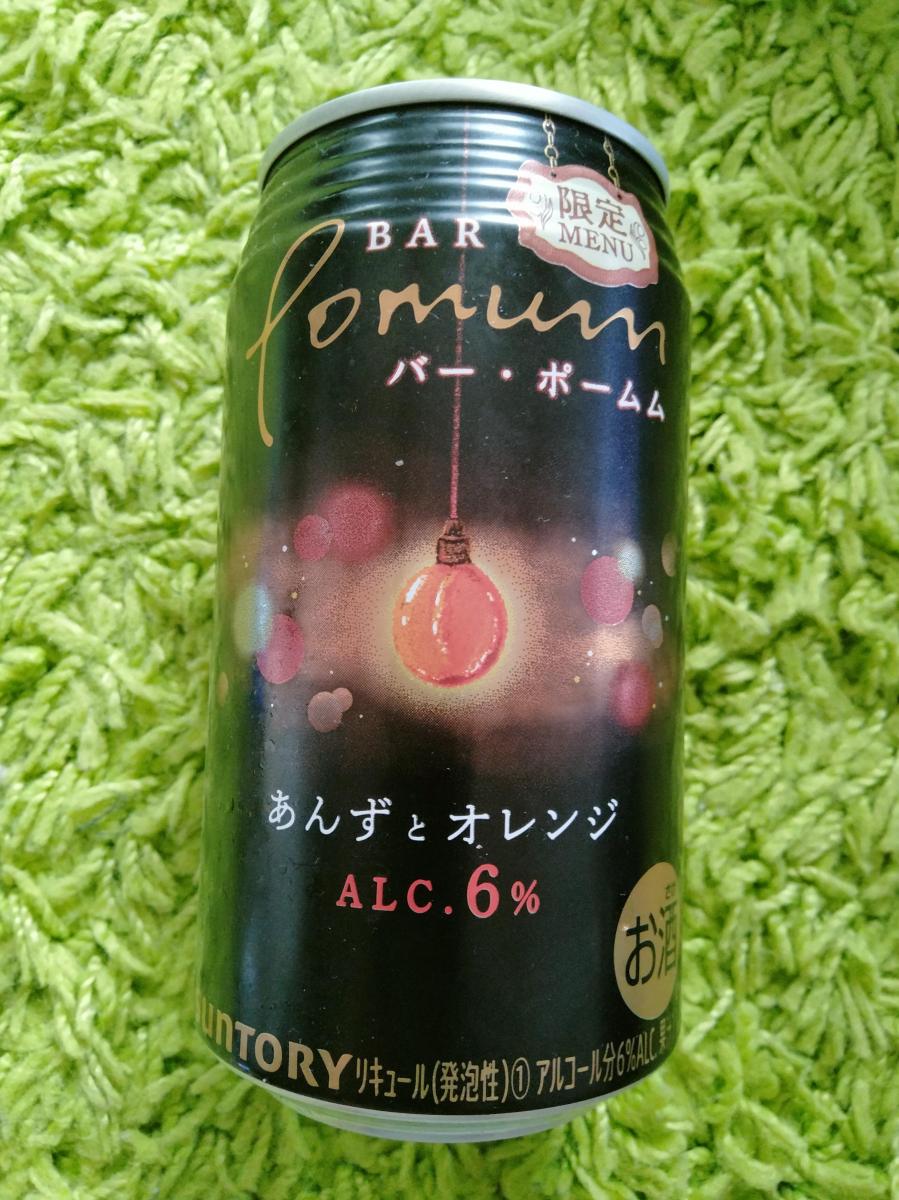 限定
MENU
BAR
Pomum
バー・ポームム
あんずとオレンジ
ALC.6%
お酒
SUNTORY リキュール(発泡性)① アルコール分6%ALC